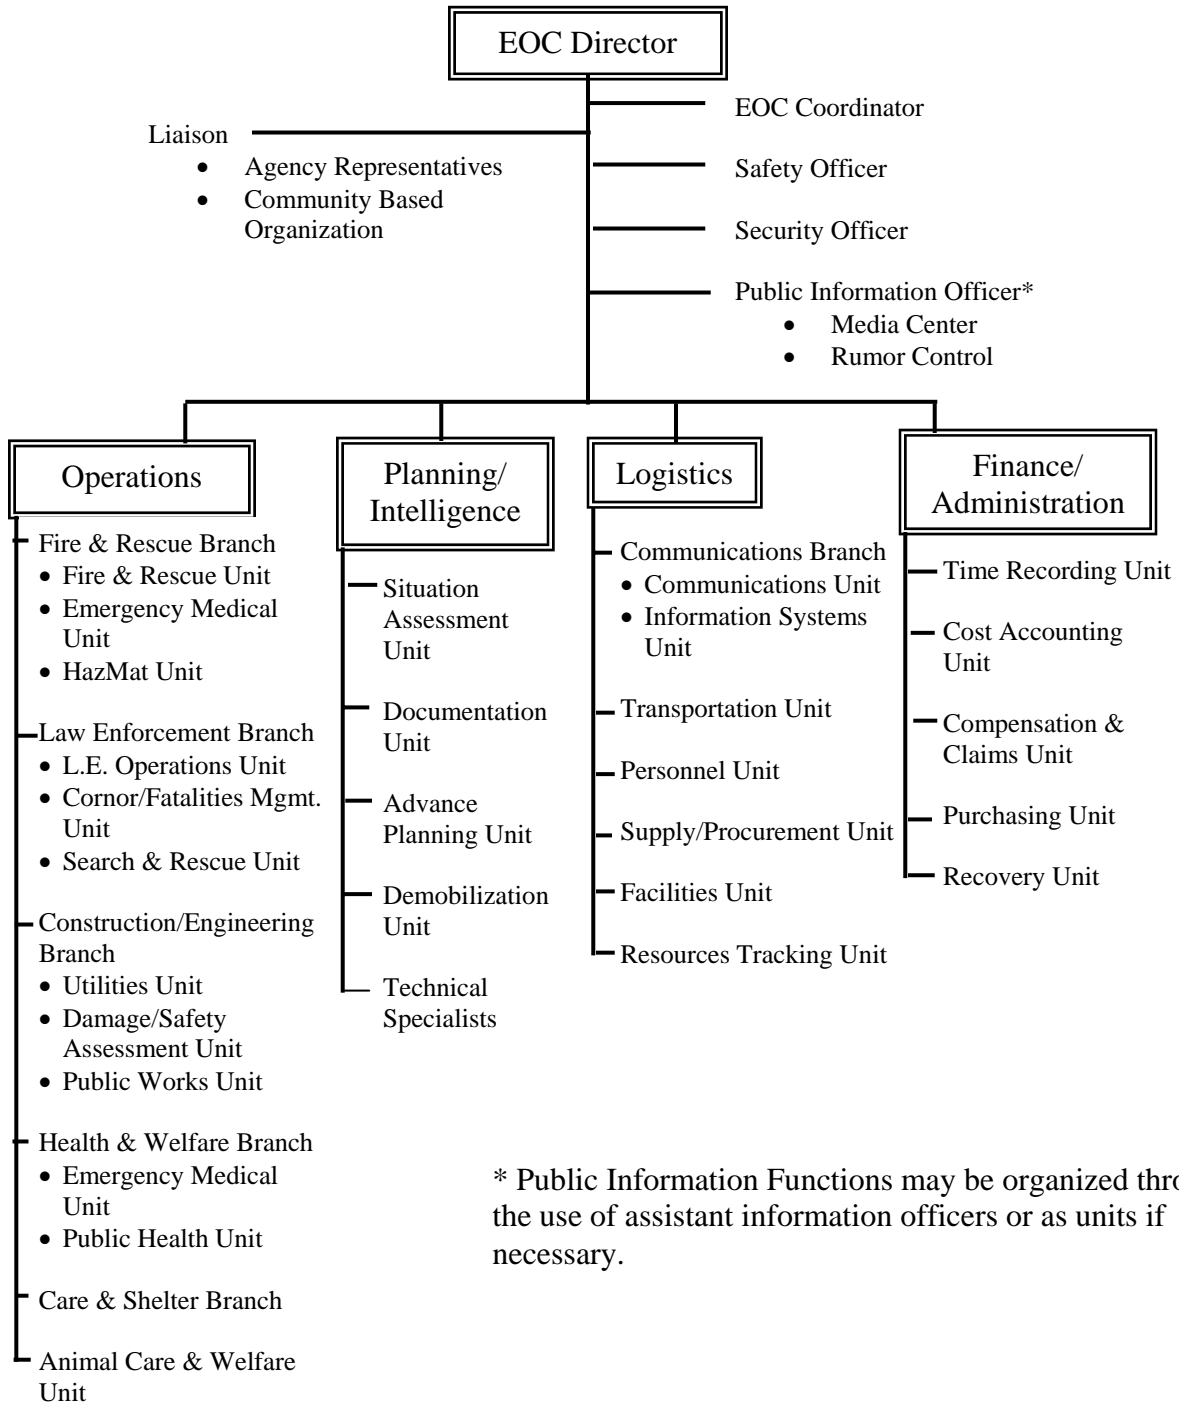 EOC Director
EOC Coordinator
Liaison
• Agency Representatives
• Community Based
Organization
Safety Officer
Security Officer
Public Information Officer*
• Media Center
• Rumor Control
Operations
Fire & Rescue Branch
• Fire & Rescue Unit
• Emergency Medical
Unit
• HazMat Unit
Law Enforcement Branch
• L.E. Operations Unit
• Cornor/Fatalities Mgmt.
Unit
• Search & Rescue Unit
Construction/Engineering
Branch
• Utilities Unit
• Damage/Safety
Assessment Unit
• Public Works Unit
Health & Welfare Branch
• Emergency Medical
Unit
• Public Health Unit
Care & Shelter Branch
Animal Care & Welfare
Unit
Planning/
Intelligence
Situation
Assessment
Unit
Documentation
Unit
Advance
Planning Unit
Demobilization
Unit
Technical
Specialists
Logistics
Communications Branch
• Communications Unit
• Information Systems
Unit
Transportation Unit
Personnel Unit
Supply/Procurement Unit
Facilities Unit
Resources Tracking Unit
Finance/
Administration
Time Recording Unit
Cost Accounting
Unit
Compensation &
Claims Unit
Purchasing Unit
Recovery Unit
* Public Information Functions may be organized thro
the use of assistant information officers or as units if
necessary.